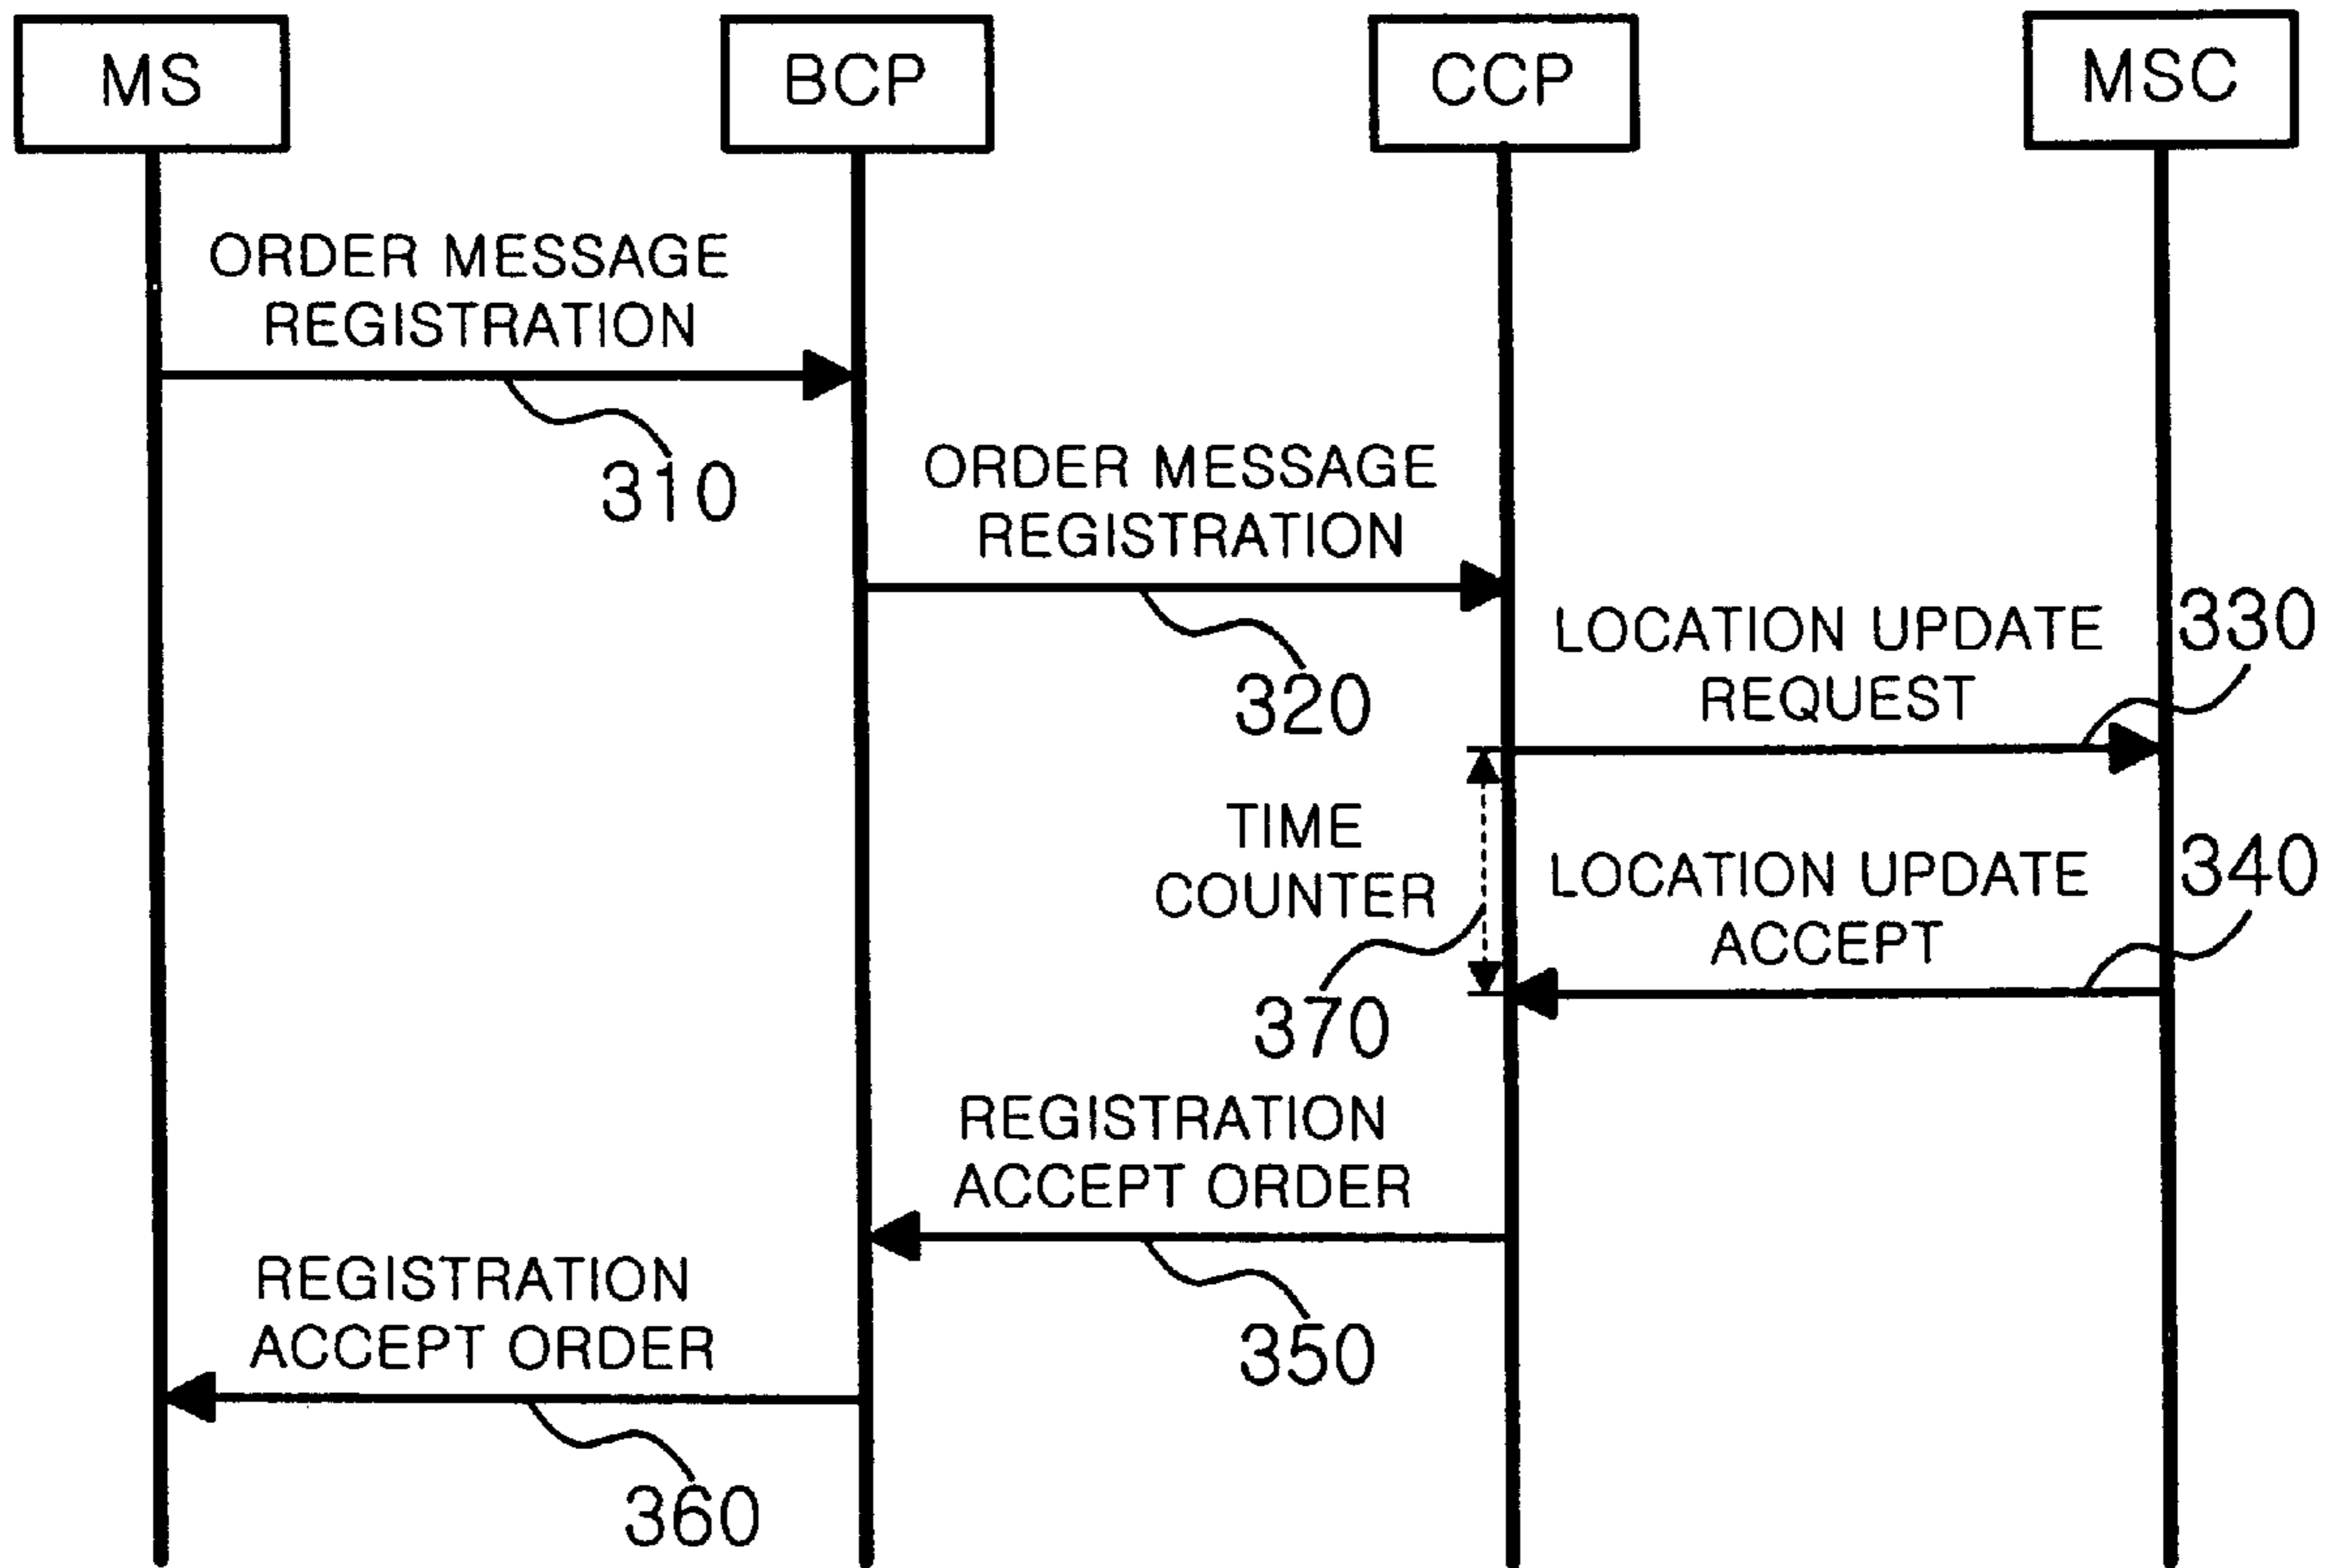 MS
BCP
CCP
MSC
ORDER MESSAGE
REGISTRATION
310
ORDER MESSAGE
REGISTRATION
320
LOCATION UPDATE
REQUEST
330
TIME
COUNTER
370
LOCATION UPDATE
ACCEPT
340
REGISTRATION
ACCEPT ORDER
350
REGISTRATION
ACCEPT ORDER
360